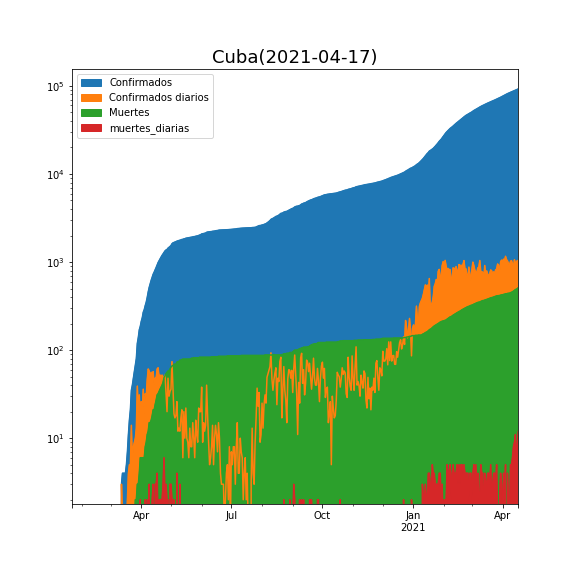 Cuba(2021-04-17)
Confirmados
Confirmados diarios
Muertes
muertes_diarias
10^5
10^4
10^3
10^2
10^1
Apr Jul Oct Jan Apr
2021